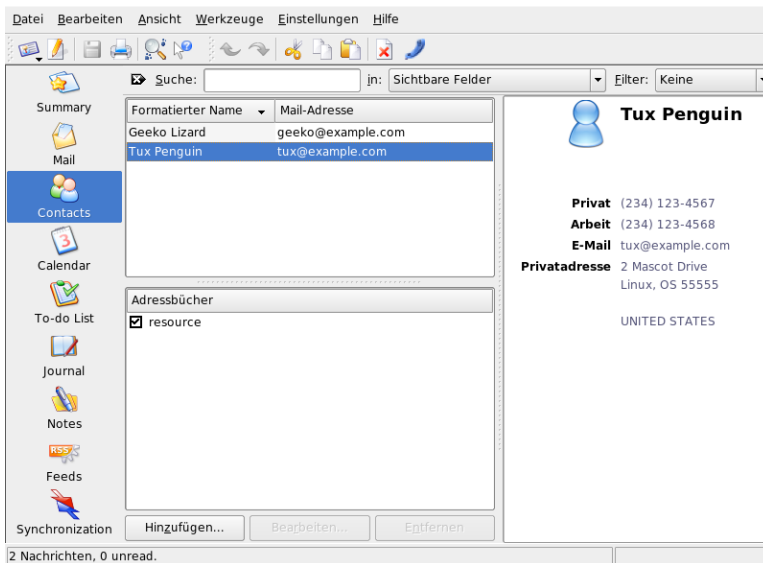 Datei Bearbeiten Ansicht Werkzeuge Einstellungen Hilfe
Suche: in: Sichtbare Felder Filter: Keine
Summary
Mail
Contacts
Calendar
3
To-do List
Journal
Notes
RSS
Feeds
Synchronization
Formatierter Name Mail-Adresse
Geeko Lizard geeko@example.com
Tux Penguin tux@example.com
Adressbücher
resource
Hinzufügen... Bearbeiten... Entfernen
Tux Penguin
Privat (234) 123-4567
Arbeit (234) 123-4568
E-Mail tux@example.com
Privatadresse 2 Mascot Drive
Linux, OS 55555
UNITED STATES
2 Nachrichten, 0 unread.